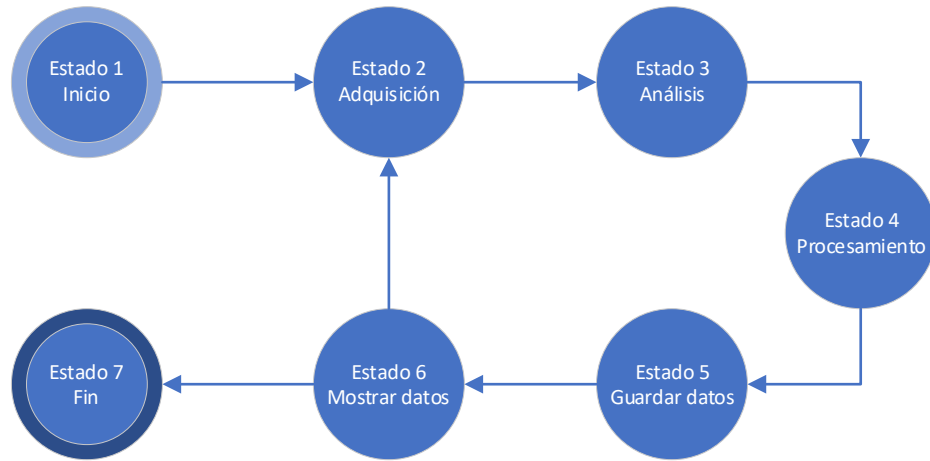 Estado 1
Inicio
Estado 2
Adquisición
Estado 3
Análisis
Estado 4
Procesamiento
Estado 5
Guardar datos
Estado 6
Mostrar datos
Estado 7
Fin